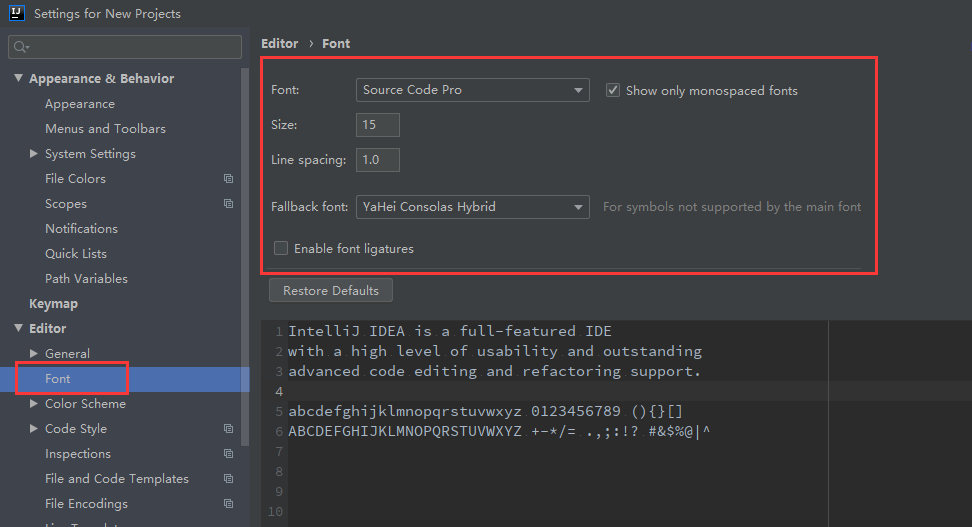 IJ Settings for New Projects
Appearance & Behavior
Appearance
Menus and Toolbars
System Settings
File Colors
Scopes
Notifications
Quick Lists
Path Variables
Keymap
Editor
General
Font
Color Scheme
Code Style
Inspections
File and Code Templates
File Encodings
Editor › Font
Font: Source Code Pro Show only monospaced fonts
Size: 15
Line spacing: 1.0
Fallback font: YaHei Consolas Hybrid For symbols not supported by the main font
Enable font ligatures
Restore Defaults
1 IntelliJ IDEA is a full-featured IDE
2 with a high level of usability and outstanding
3 advanced code editing and refactoring support.
4
5 abcdefghijklmnopqrstuvwxyz 0123456789 (){}[]
6 ABCDEFGHIJKLMNOPQRSTUVWXYZ +-*/= .,;:!? #&$%@|^
7
8
9
10